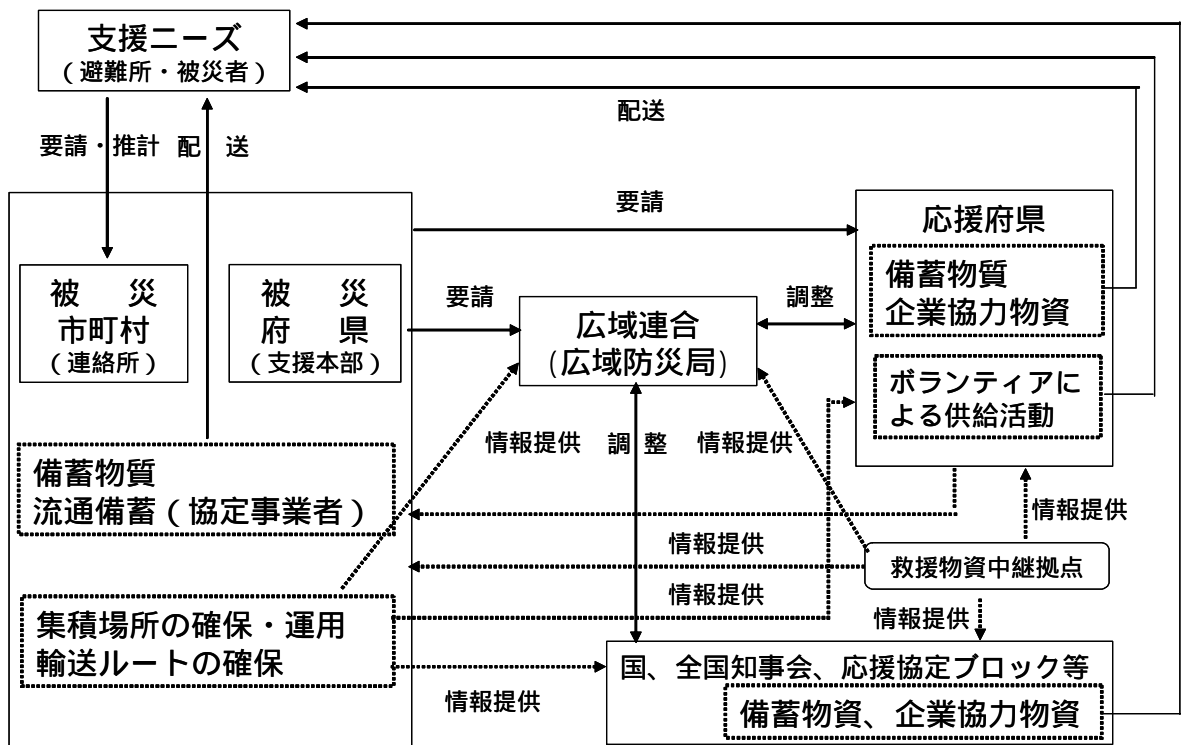 支援ニーズ
（避難所・被災者）
配送
要請・推計
配　送
要請
応援府県
備蓄物質
企業協力物資
被　災
市町村
（連絡所）
被　災
府　県
（支援本部）
要請
広域連合
(広域防災局)
調整
ボランティアに
よる供給活動
情報提供
調 整
情報提供
備蓄物質
流通備蓄（協定事業者）
情報提供
情報提供
救援物資中継拠点
情報提供
集積場所の確保・運用
輸送ルートの確保
情報提供
情報提供
国、全国知事会、応援協定ブロック等
備蓄物資、企業協力物資